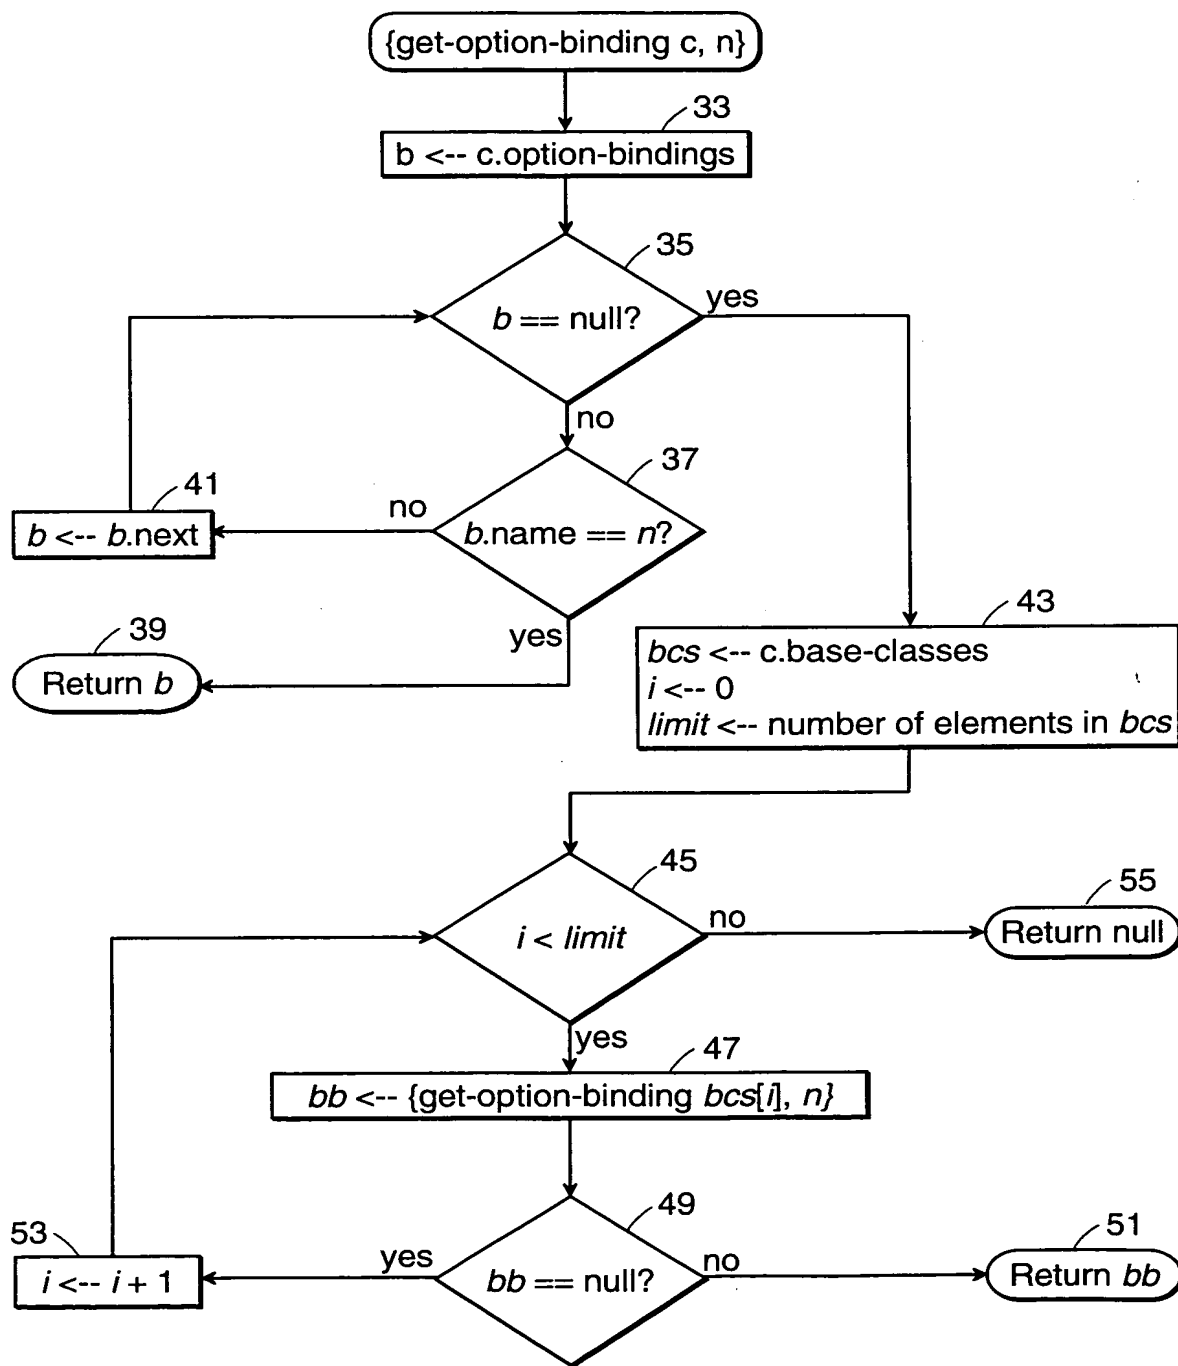 {get-option-binding c, n}
33
b <-- c.option-bindings
35
b == null?
yes
no
37
b.name == n?
no
41
b <-- b.next
yes
39
Return b
43
bcs <-- c.base-classes
i <-- 0
limit <-- number of elements in bcs
45
i < limit
no
55
Return null
yes
47
bb <-- {get-option-binding bcs[i], n}
49
bb == null?
yes
53
i <-- i + 1
no
51
Return bb